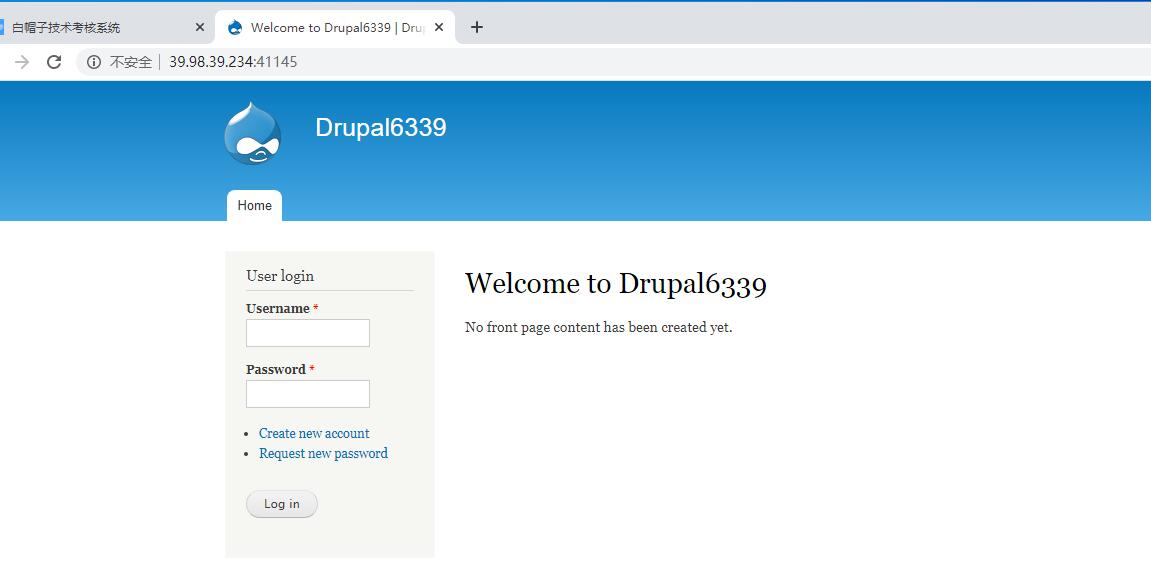 白帽子技术考核系统
Welcome to Drupal6339 | Drup
不安全 39.98.39.234:41145
Drupal6339
Home
User login
Username *
Password *
Create new account
Request new password
Log in
Welcome to Drupal6339
No front page content has been created yet.